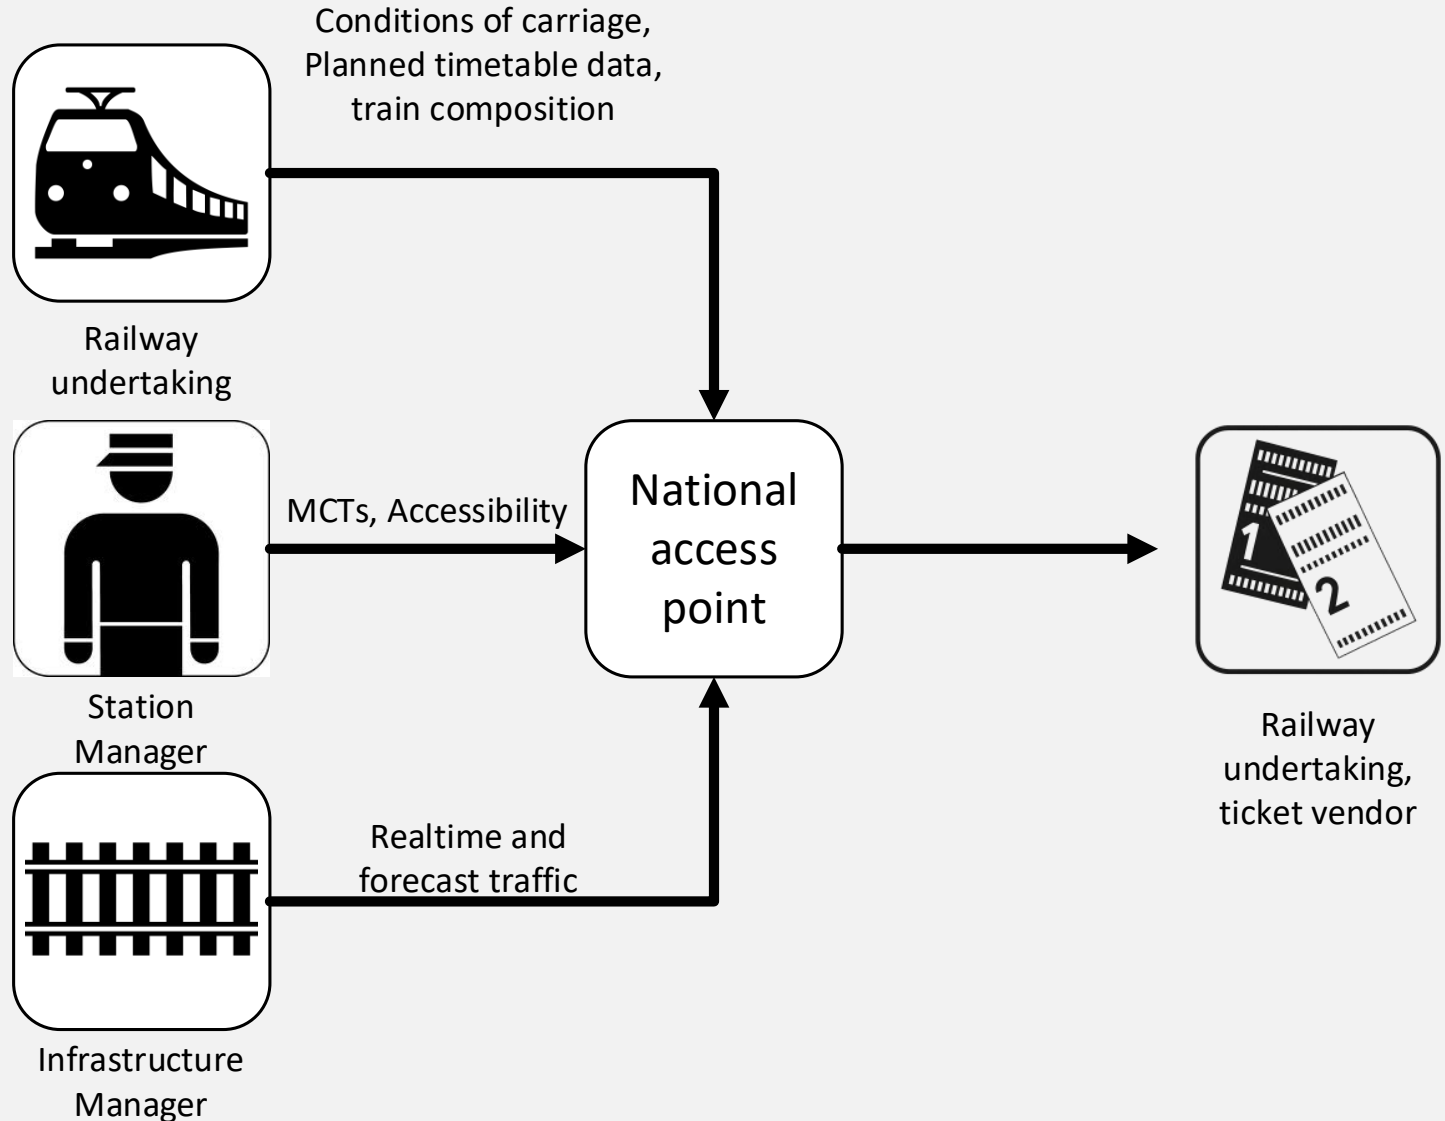 Conditions of carriage,
Planned timetable data,
train composition
Railway
undertaking
MCTs, Accessibility
Station
Manager
National
access
point
1
2
Railway
undertaking,
ticket vendor
Realtime and
forecast traffic
Infrastructure
Manager